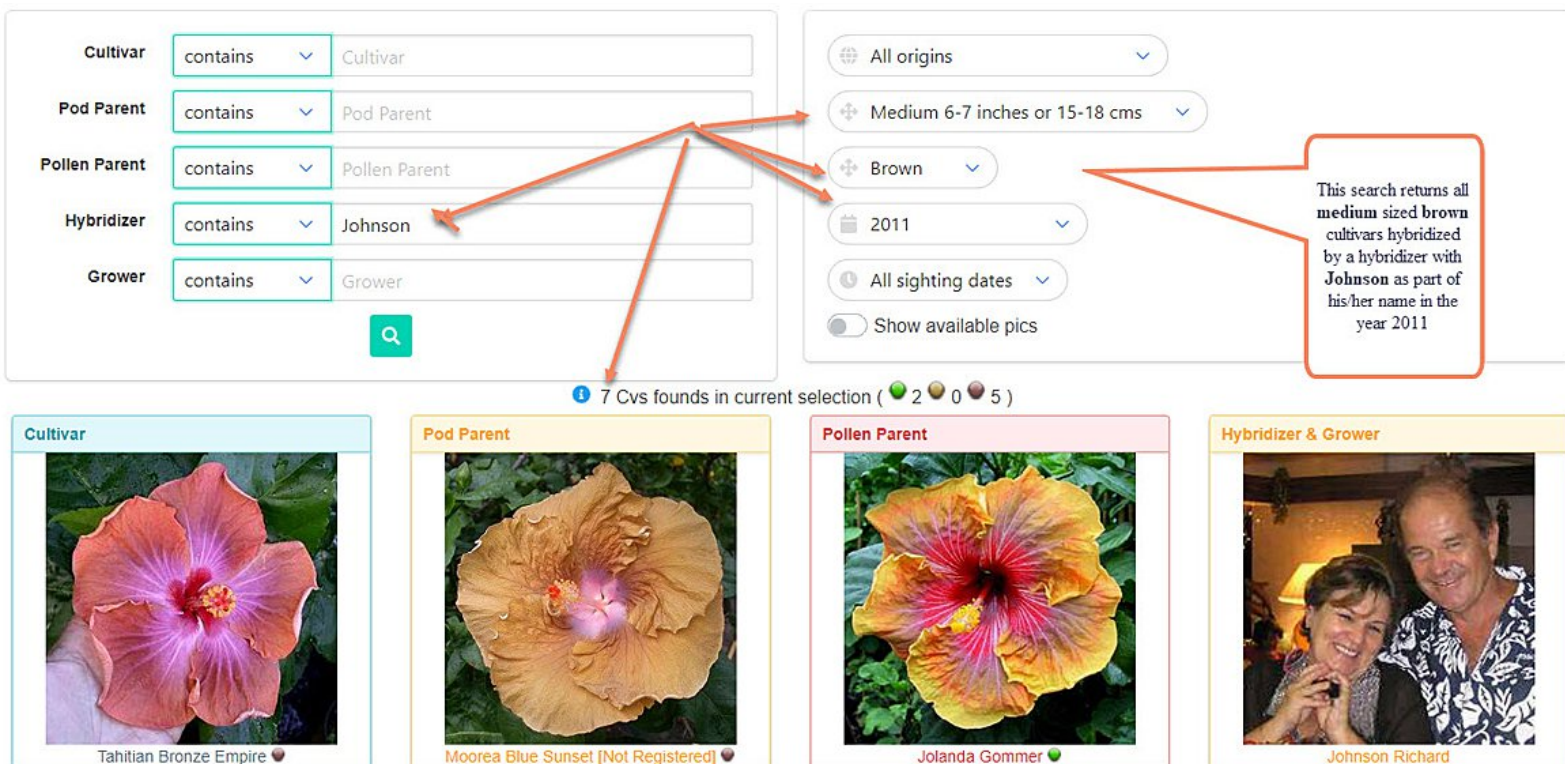 Cultivar contains Cultivar
Pod Parent contains Pod Parent
Pollen Parent contains Pollen Parent
Hybridizer contains Johnson
Grower contains Grower
All origins
Medium 6-7 inches or 15-18 cms
Brown
2011
All sighting dates
Show available pics
This search returns all
medium sized brown
cultivars hybridized
by a hybridizer with
Johnson as part of
his/her name in the
year 2011
7 Cvs founds in current selection ( 2 0 5 )
Cultivar
Tahitian Bronze Empire
Pod Parent
Moorea Blue Sunset [Not Registered]
Pollen Parent
Jolanda Gommer
Hybridizer & Grower
Johnson Richard